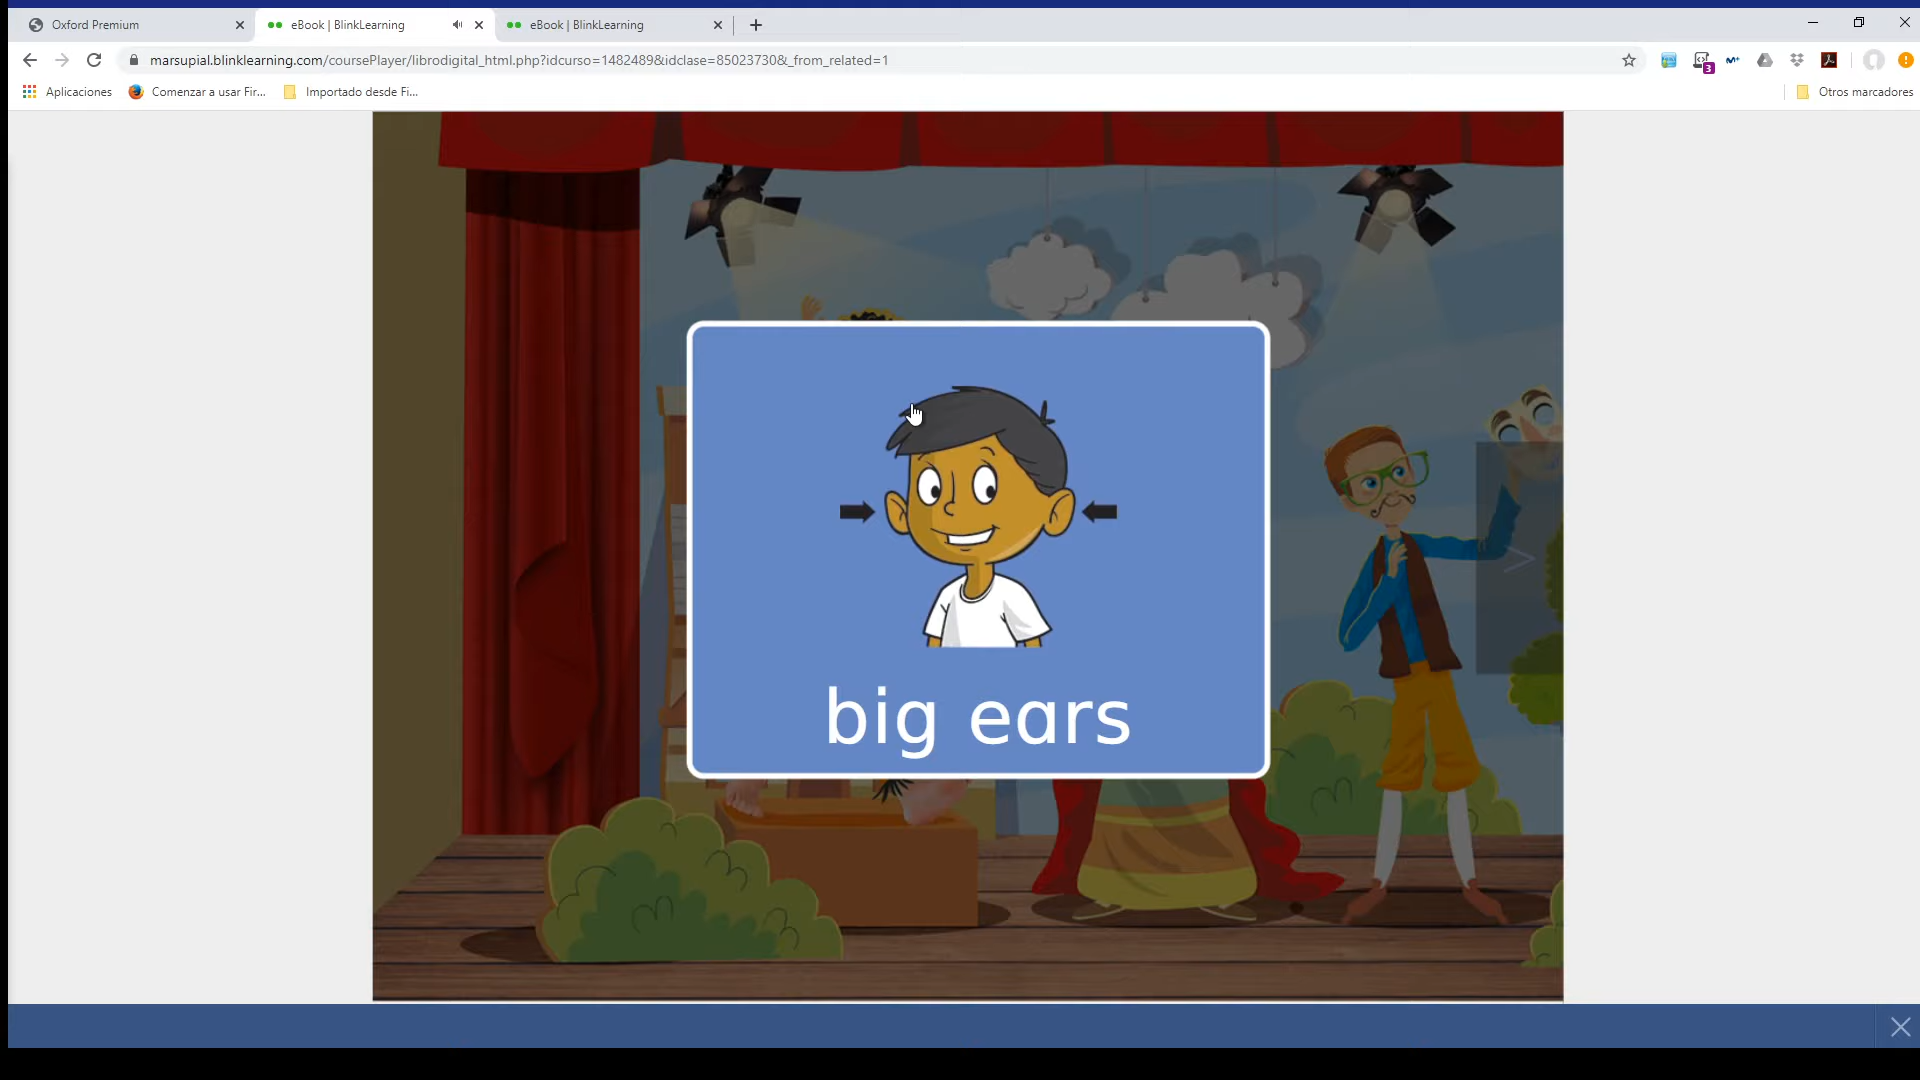 Oxford Premium
eBook | BlinkLearning
eBook | BlinkLearning
marsupial.blinklearning.com/coursePlayer/librodigital_html.php?idcurso=1482489&idclase=85023730&_from_related=1
3
Aplicaciones
Comenzar a usar Fir...
Importado desde Fi...
Otros marcadores
big ears